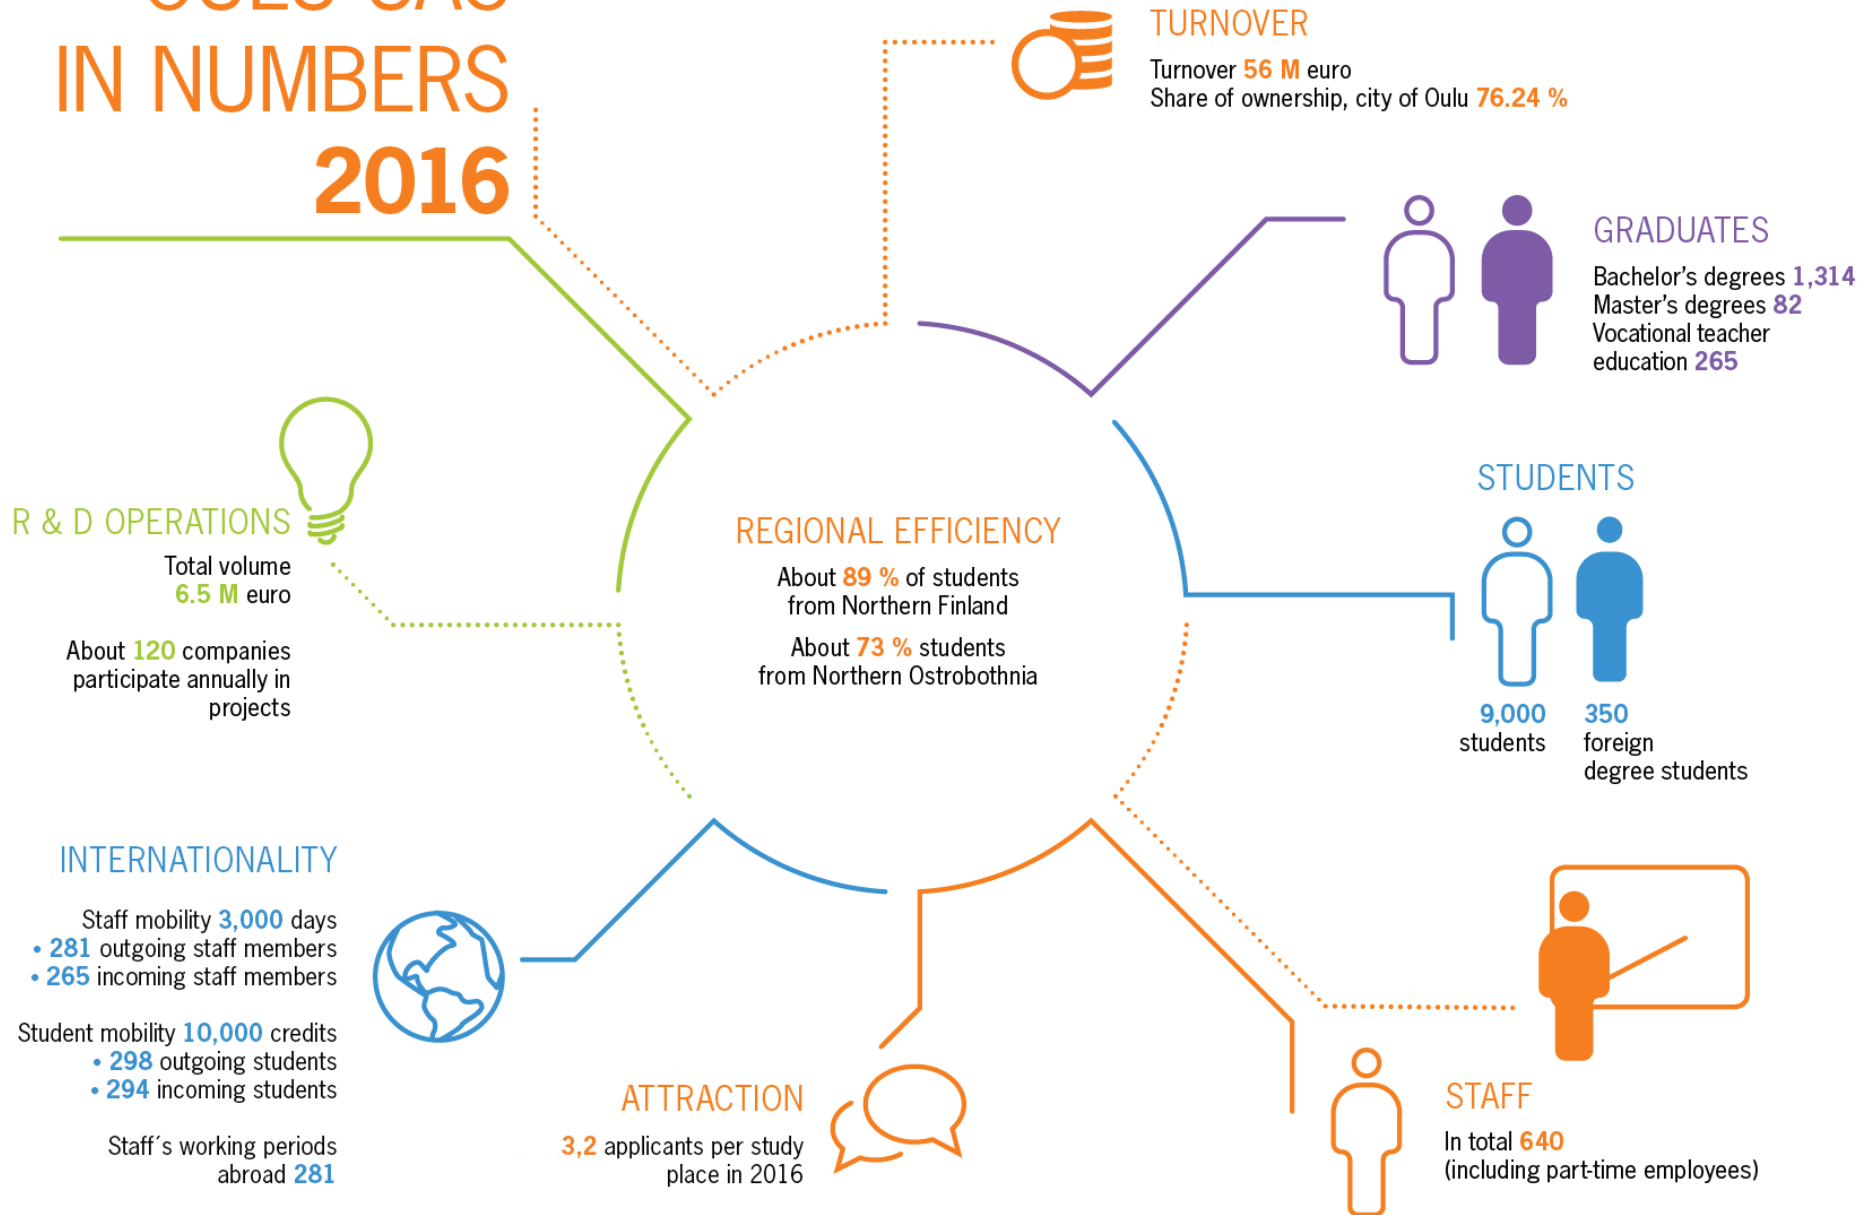 OULU UAS
IN NUMBERS
2016
TURNOVER
Turnover 56 M euro
Share of ownership, city of Oulu 76.24 %
GRADUATES
Bachelor's degrees 1,314
Master's degrees 82
Vocational teacher
education 265
STUDENTS
9,000
students
350
foreign
degree students
R & D OPERATIONS
Total volume
6.5 M euro
About 120 companies
participate annually in
projects
REGIONAL EFFICIENCY
About 89 % of students
from Northern Finland
About 73 % students
from Northern Ostrobothnia
INTERNATIONALITY
Staff mobility 3,000 days
• 281 outgoing staff members
• 265 incoming staff members
Student mobility 10,000 credits
• 298 outgoing students
• 294 incoming students
Staff´s working periods
abroad 281
ATTRACTION
3,2 applicants per study
place in 2016
STAFF
In total 640
(including part-time employees)